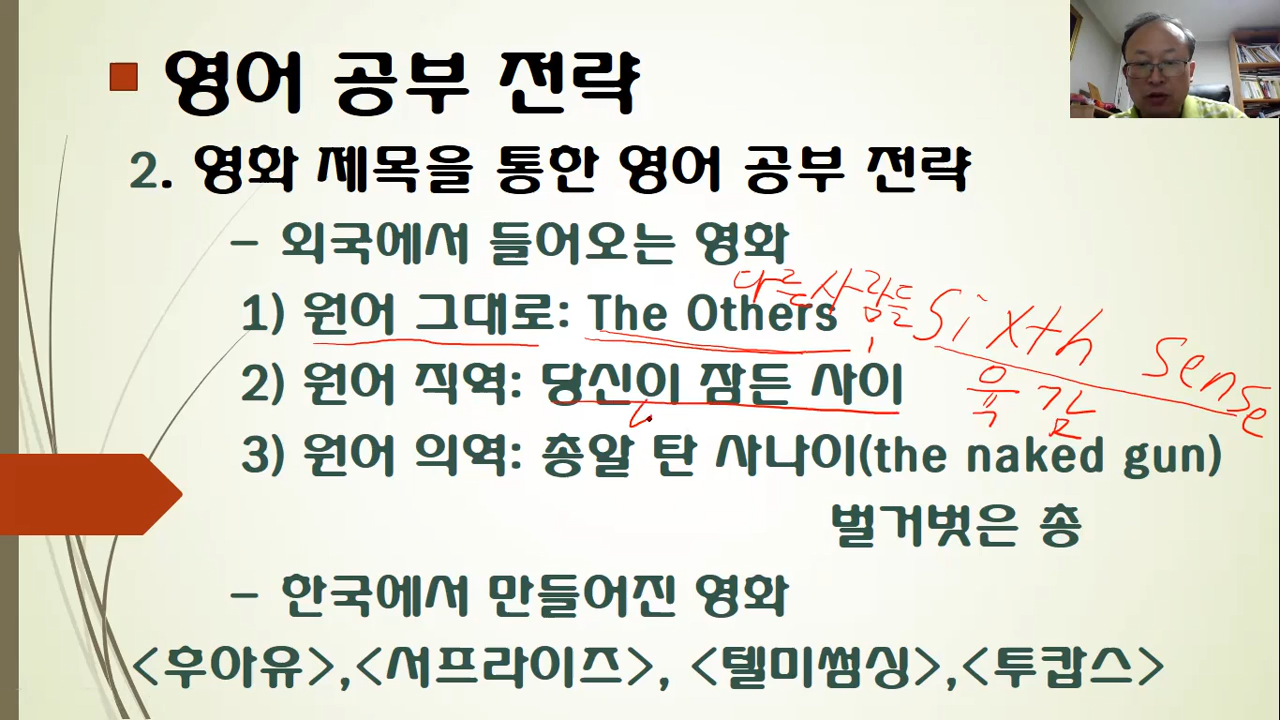 영어 공부 전략
2. 영화 제목을 통한 영어 공부 전략
– 외국에서 들어오는 영화
다른사람들
1) 원어 그대로: The Others
Sixth sense
육감
2) 원어 직역: 당신이 잠든 사이
3) 원어 의역: 총알 탄 사나이(the naked gun)
벌거벗은 총
– 한국에서 만들어진 영화
<후아유>,<서프라이즈>, <텔미썸싱>,<투캅스>